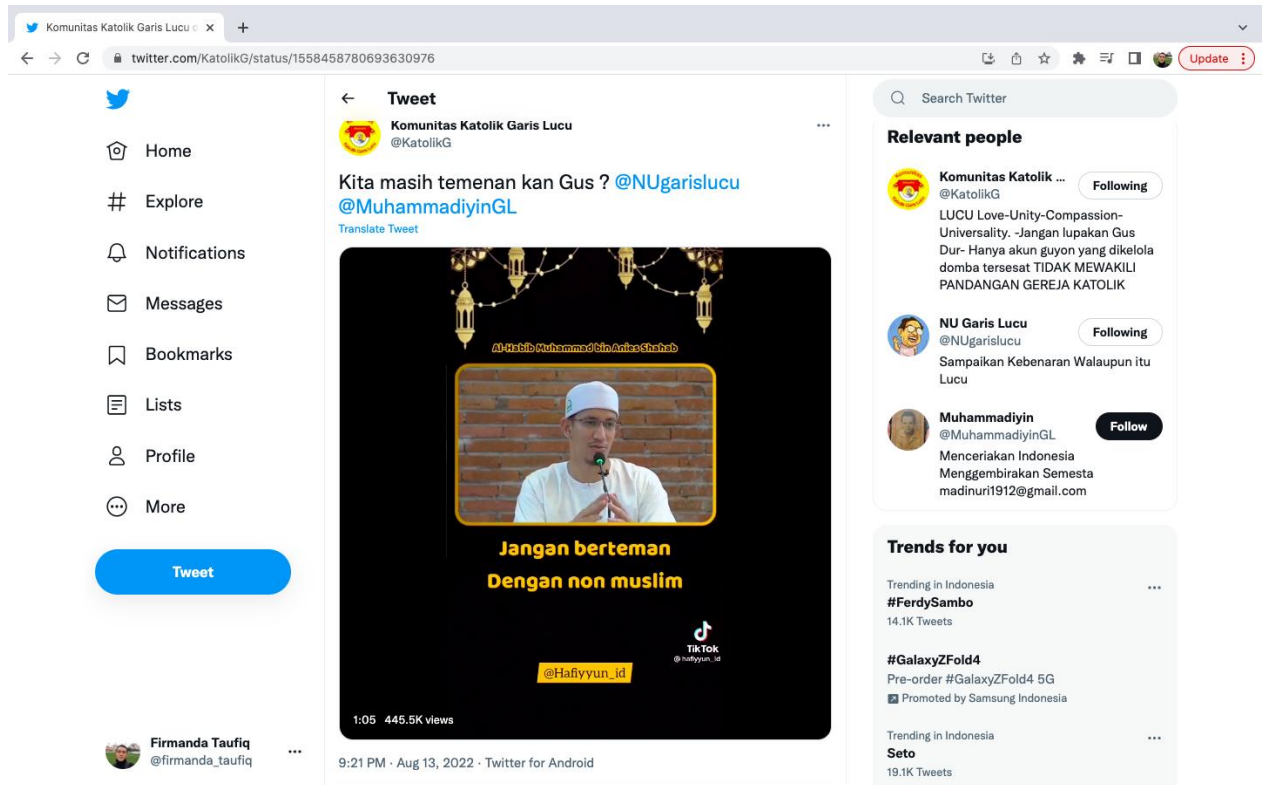 Komunitas Katolik Garis Lucu
twitter.com/KatolikG/status/1558458780693630976
Update
Home
Explore
Notifications
Messages
Bookmarks
Lists
Profile
More
Tweet
Firmanda Taufiq
@firmanda_taufiq
Tweet
Komunitas Katolik Garis Lucu
@KatolikG
Kita masih temenan kan Gus ? @NUgarislucu
@MuhammadiyinGL
Translate Tweet
Al-Habib Muhammad bin Anies Shahab
Jangan berteman
Dengan non muslim
TikTok
@hafiyyun_id
@Hafiyyun_id
1:05 445.5K views
9:21 PM · Aug 13, 2022 · Twitter for Android
Search Twitter
Relevant people
Komunitas Katolik ...
@KatolikG
Following
LUCU Love-Unity-Compassion-
Universality. -Jangan lupakan Gus
Dur- Hanya akun guyon yang dikelola
domba tersesat TIDAK MEWAKILI
PANDANGAN GEREJA KATOLIK
NU Garis Lucu
@NUgarislucu
Following
Sampaikan Kebenaran Walaupun itu
Lucu
Muhammadiyin
@MuhammadiyinGL
Follow
Menceriakan Indonesia
Menggembirakan Semesta
madinuri1912@gmail.com
Trends for you
Trending in Indonesia
#FerdySambo
14.1K Tweets
#GalaxyZFold4
Pre-order #GalaxyZFold4 5G
Promoted by Samsung Indonesia
Trending in Indonesia
Seto
19.1K Tweets